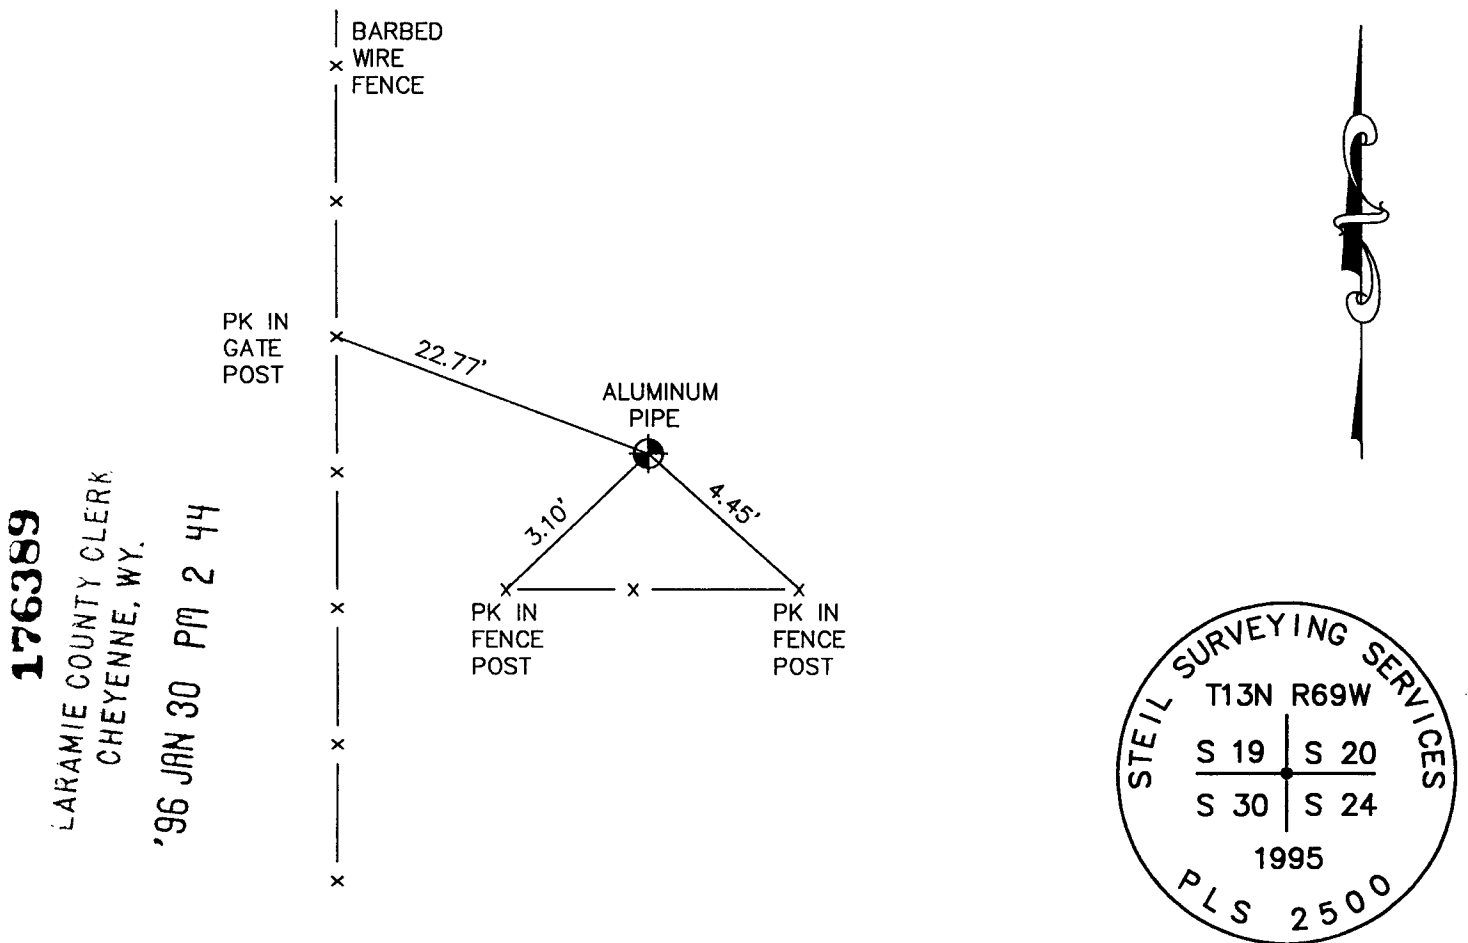 BARBED
WIRE
FENCE
PK IN
GATE
POST
22.77'
ALUMINUM
PIPE
3.10'
4.45'
PK IN
FENCE
POST
PK IN
FENCE
POST
176389
LARAMIE COUNTY CLERK
CHEYENNE, WY.
'96 JAN 30 PM 2 44
STEIL SURVEYING SERVICES
T13N R69W
S 19 S 20
S 30 S 24
1995
PLS 2500